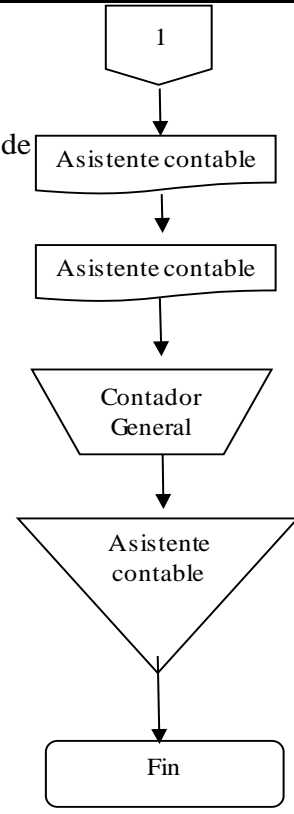 1
de
Asistente contable
Asistente contable
Contador
General
Asistente
contable
Fin